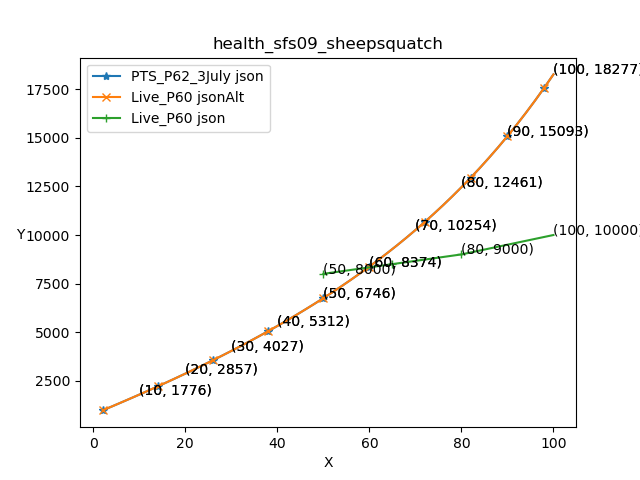 health_sfs09_sheepsquatch
PTS_P62_3July json
Live_P60 jsonAlt
Live_P60 json
(100, 18277)
(90, 15093)
(80, 12461)
(70, 10254)
(100, 10000)
(80, 9000)
(60, 8374)
(50, 8000)
(50, 6746)
(40, 5312)
(30, 4027)
(20, 2857)
(10, 1776)
Y
17500
15000
12500
10000
7500
5000
2500
0 20 40 60 80 100
X